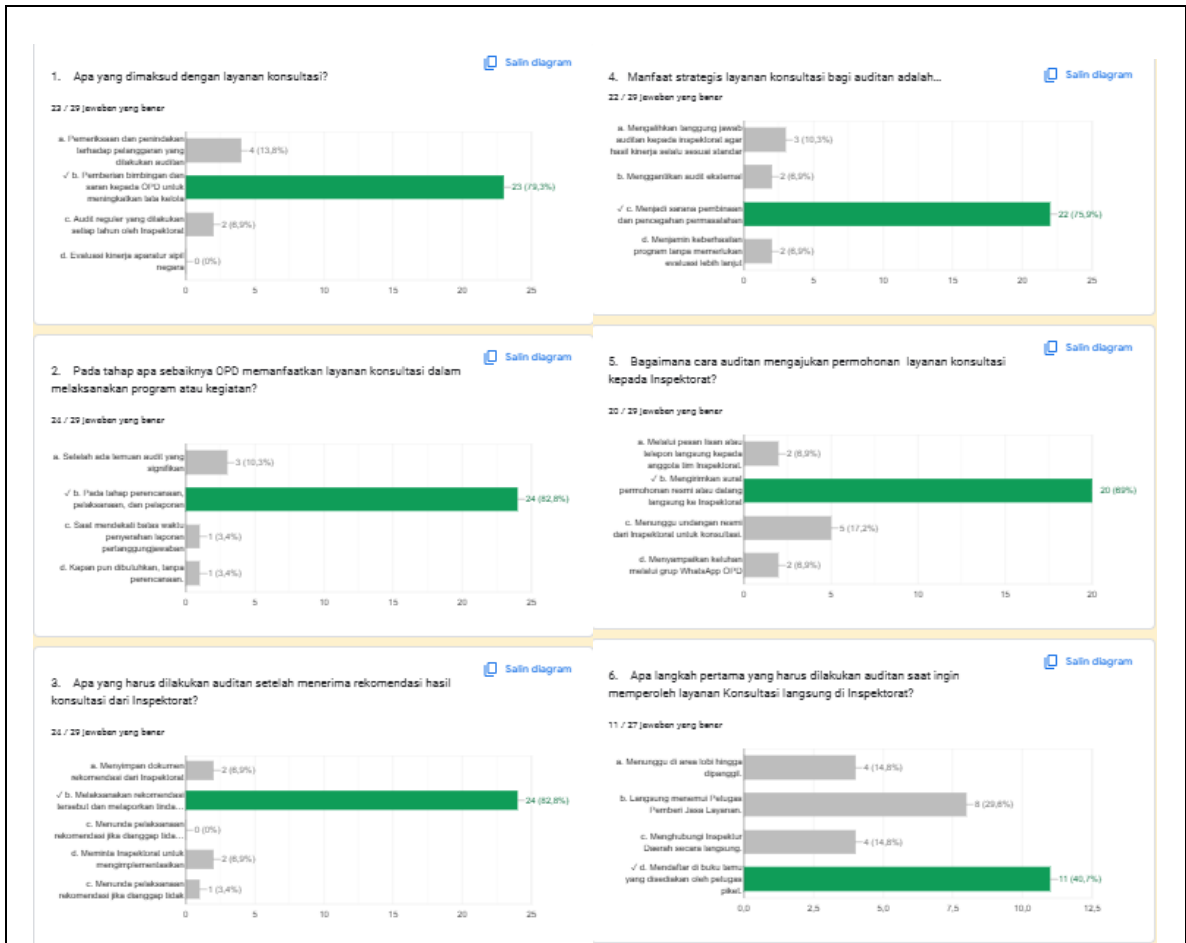 Salin diagram
1. Apa yang dimaksud dengan layanan konsultasi?
23 / 29 jawaban yang benar
a. Pemeriksaan dan penindakan
terhadap pelanggaran yang
dilakukan auditan
4 (13,8%)
✓ b. Pemberian bimbingan dan
saran kepada OPD untuk
meningkatkan tata kelola
23 (79,3%)
c. Audit reguler yang dilakukan
setiap tahun oleh Inspektorat
2 (6,9%)
d. Evaluasi kinerja aparatur sipil
negara
0 (0%)
0 5 10 15 20 25
Salin diagram
2. Pada tahap apa sebaiknya OPD memanfaatkan layanan konsultasi dalam
melaksanakan program atau kegiatan?
24 / 29 jawaban yang benar
a. Setelah ada temuan audit yang
signifikan
3 (10,3%)
✓ b. Pada tahap perencanaan,
pelaksanaan, dan pelaporan
24 (82,8%)
c. Saat mendekati batas waktu
penyerahan laporan
pertanggungjawaban
1 (3,4%)
d. Kapan pun dibutuhkan, tanpa
perencanaan.
1 (3,4%)
0 5 10 15 20 25
Salin diagram
3. Apa yang harus dilakukan auditan setelah menerima rekomendasi hasil
konsultasi dari Inspektorat?
24 / 29 jawaban yang benar
a. Menyimpan dokumen
rekomendasi dari Inspektorat
2 (6,9%)
✓ b. Melaksanakan rekomendasi
tersebut dan melaporkan tinda...
24 (82,8%)
c. Menunda pelaksanaan
rekomendasi jika dianggap tida...
0 (0%)
d. Meminta Inspektorat untuk
mengimplementasikan
2 (6,9%)
c. Menunda pelaksanaan
rekomendasi jika dianggap tidak
1 (3,4%)
0 5 10 15 20 25
Salin diagram
4. Manfaat strategis layanan konsultasi bagi auditan adalah...
22 / 29 jawaban yang benar
a. Mengalihkan tanggung jawab
auditan kepada inspektorat agar
hasil kinerja selalu sesuai standar
3 (10,3%)
b. Menggantikan audit eksternal
2 (6,9%)
✓ c. Menjadi sarana pembinaan
dan pencegahan permasalahan
22 (75,9%)
d. Menjamin keberhasilan
program tanpa memerlukan
evaluasi lebih lanjut
2 (6,9%)
0 5 10 15 20 25
Salin diagram
5. Bagaimana cara auditan mengajukan permohonan layanan konsultasi
kepada Inspektorat?
20 / 29 jawaban yang benar
a. Melalui pesan lisan atau
telepon langsung kepada
anggota tim Inspektorat.
2 (6,9%)
✓ b. Mengirimkan surat
permohonan resmi atau datang
langsung ke Inspektorat
20 (69%)
c. Menunggu undangan resmi
dari Inspektorat untuk konsultasi.
5 (17,2%)
d. Menyampaikan keluhan
melalui grup WhatsApp OPD
2 (6,9%)
0 5 10 15 20
Salin diagram
6. Apa langkah pertama yang harus dilakukan auditan saat ingin
memperoleh layanan Konsultasi langsung di Inspektorat?
11 / 27 jawaban yang benar
a. Menunggu di area lobi hingga
dipanggil.
4 (14,8%)
b. Langsung menemui Petugas
Pemberi Jasa Layanan.
8 (29,6%)
c. Menghubungi Inspektur
Daerah secara langsung.
4 (14,8%)
✓ d. Mendaftar di buku tamu
yang disediakan oleh petugas
piket.
11 (40,7%)
0,0 2,5 5,0 7,5 10,0 12,5